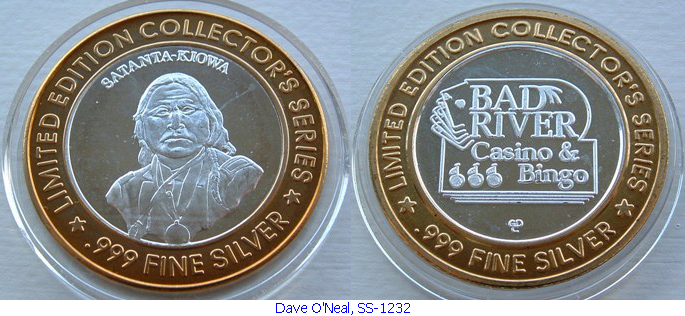 SATANTA-KIOWA
LIMITED EDITION COLLECTOR'S SERIES
★ .999 FINE SILVER ★
LIMITED EDITION COLLECTOR'S SERIES
BAD
RIVER
Casino &
Bingo
GD
★ .999 FINE SILVER ★
Dave O'Neal, SS-1232